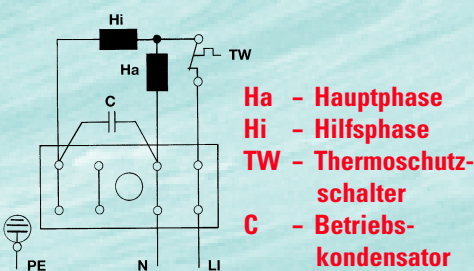 Hi
TW
Ha
C
Ha – Hauptphase
Hi – Hilfsphase
TW – Thermoschutz-
schalter
C – Betriebs-
kondensator
PE N LI